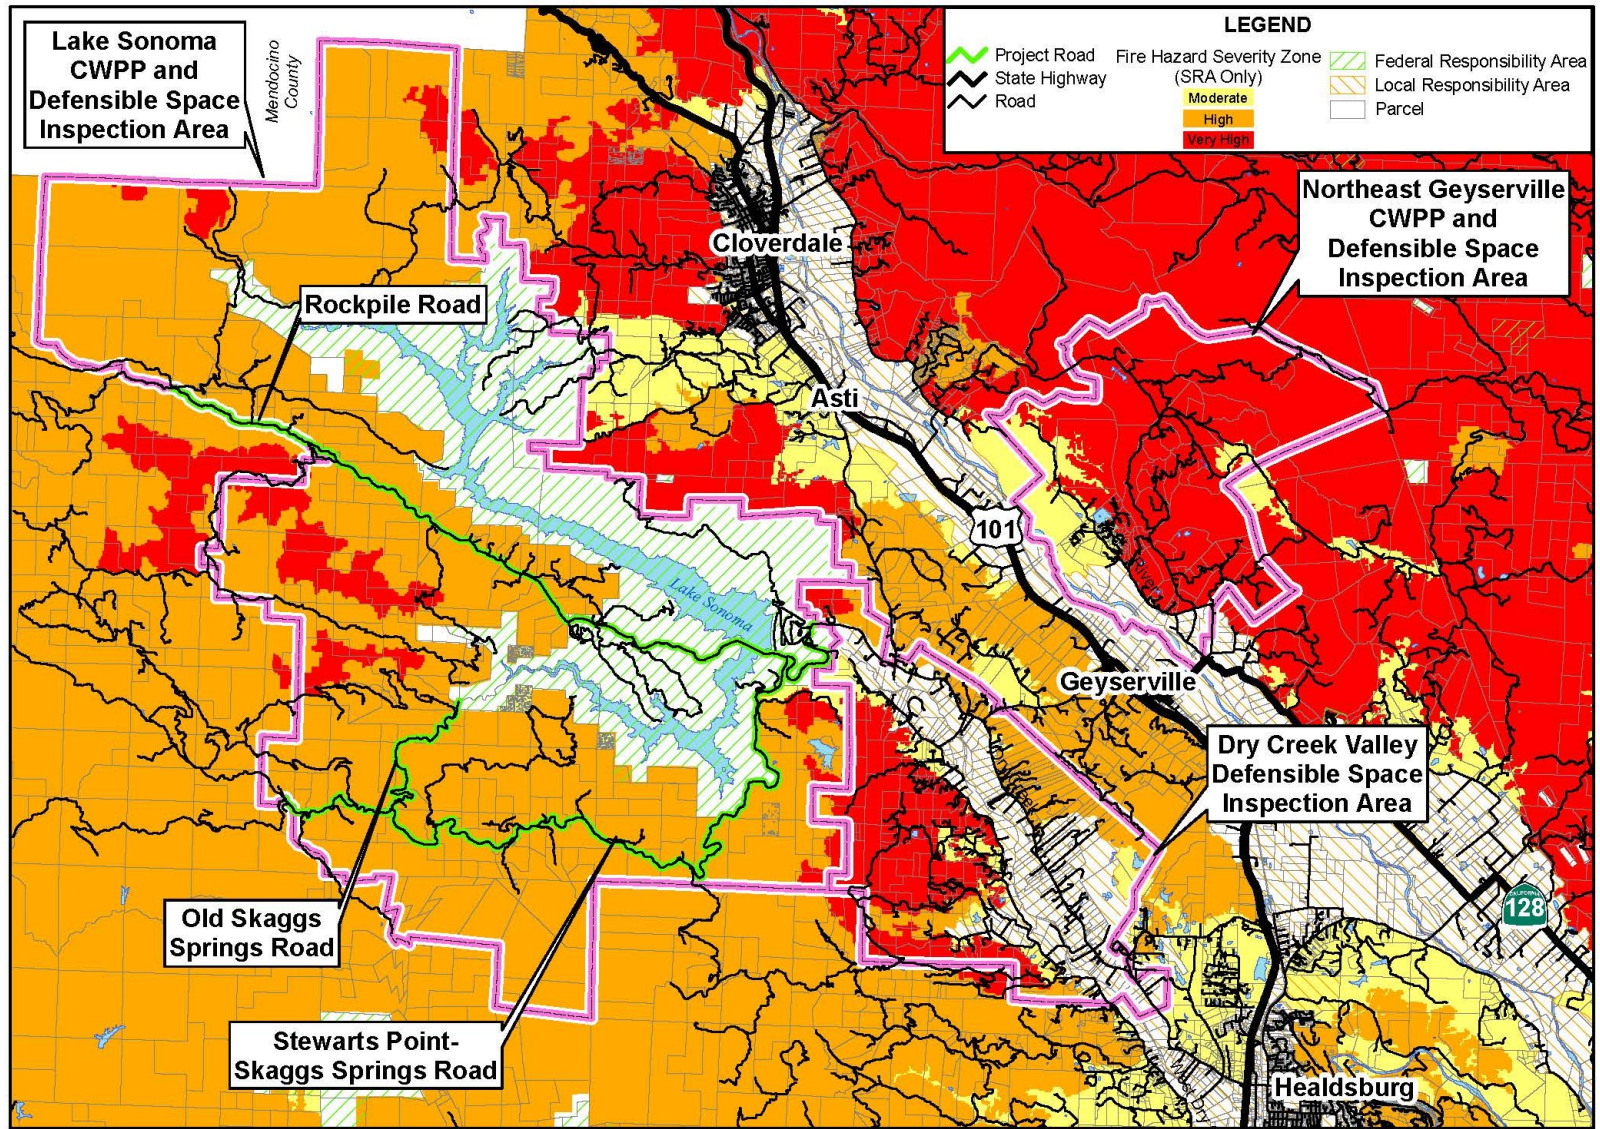 Lake Sonoma
CWPP and
Defensible Space
Inspection Area
Mendocino
County
LEGEND
Project Road
State Highway
Road
Fire Hazard Severity Zone
(SRA Only)
Moderate
High
Very High
Federal Responsibility Area
Local Responsibility Area
Parcel
Northeast Geyserville
CWPP and
Defensible Space
Inspection Area
Cloverdale
Rockpile Road
Asti
101
River
Lake Sonoma
Geyserville
Dry Creek Valley
Defensible Space
Inspection Area
128
Old Skaggs
Springs Road
Stewarts Point-
Skaggs Springs Road
Healdsburg